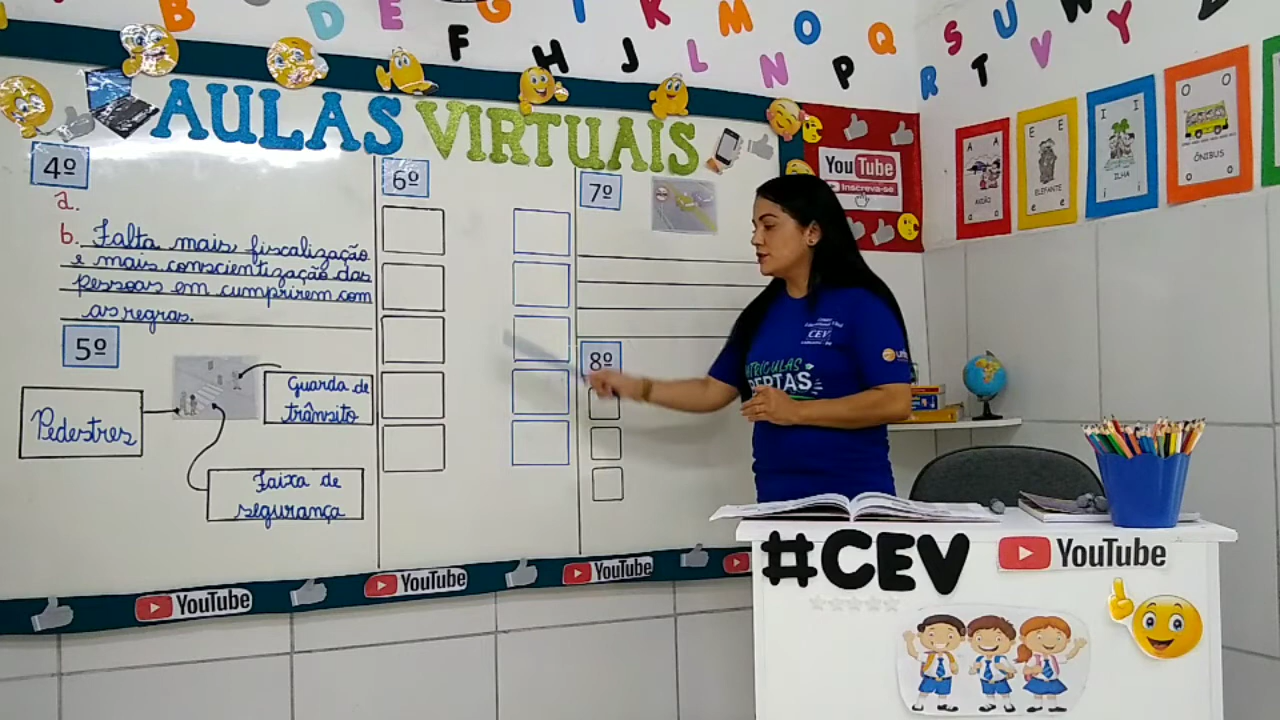 B D E G I K M O Q S U W Y Z
F H J L N P R T V
AULAS VIRTUAIS
4º
a.
b. Falta mais fiscalização
e mais conscientização das
pessoas em cumprirem com
as regras.
5º
Pedestres
Guarda de
trânsito
Faixa de
segurança
6º
7º
8º
YouTube
Inscreva-se
A A
AVIÃO
a a
E E
ELEFANTE
e e
I I
ILHA
i i
O O
ÔNIBUS
o o
CEV
MATRÍCULAS
ABERTAS
YouTube
YouTube
YouTube
#CEV
YouTube